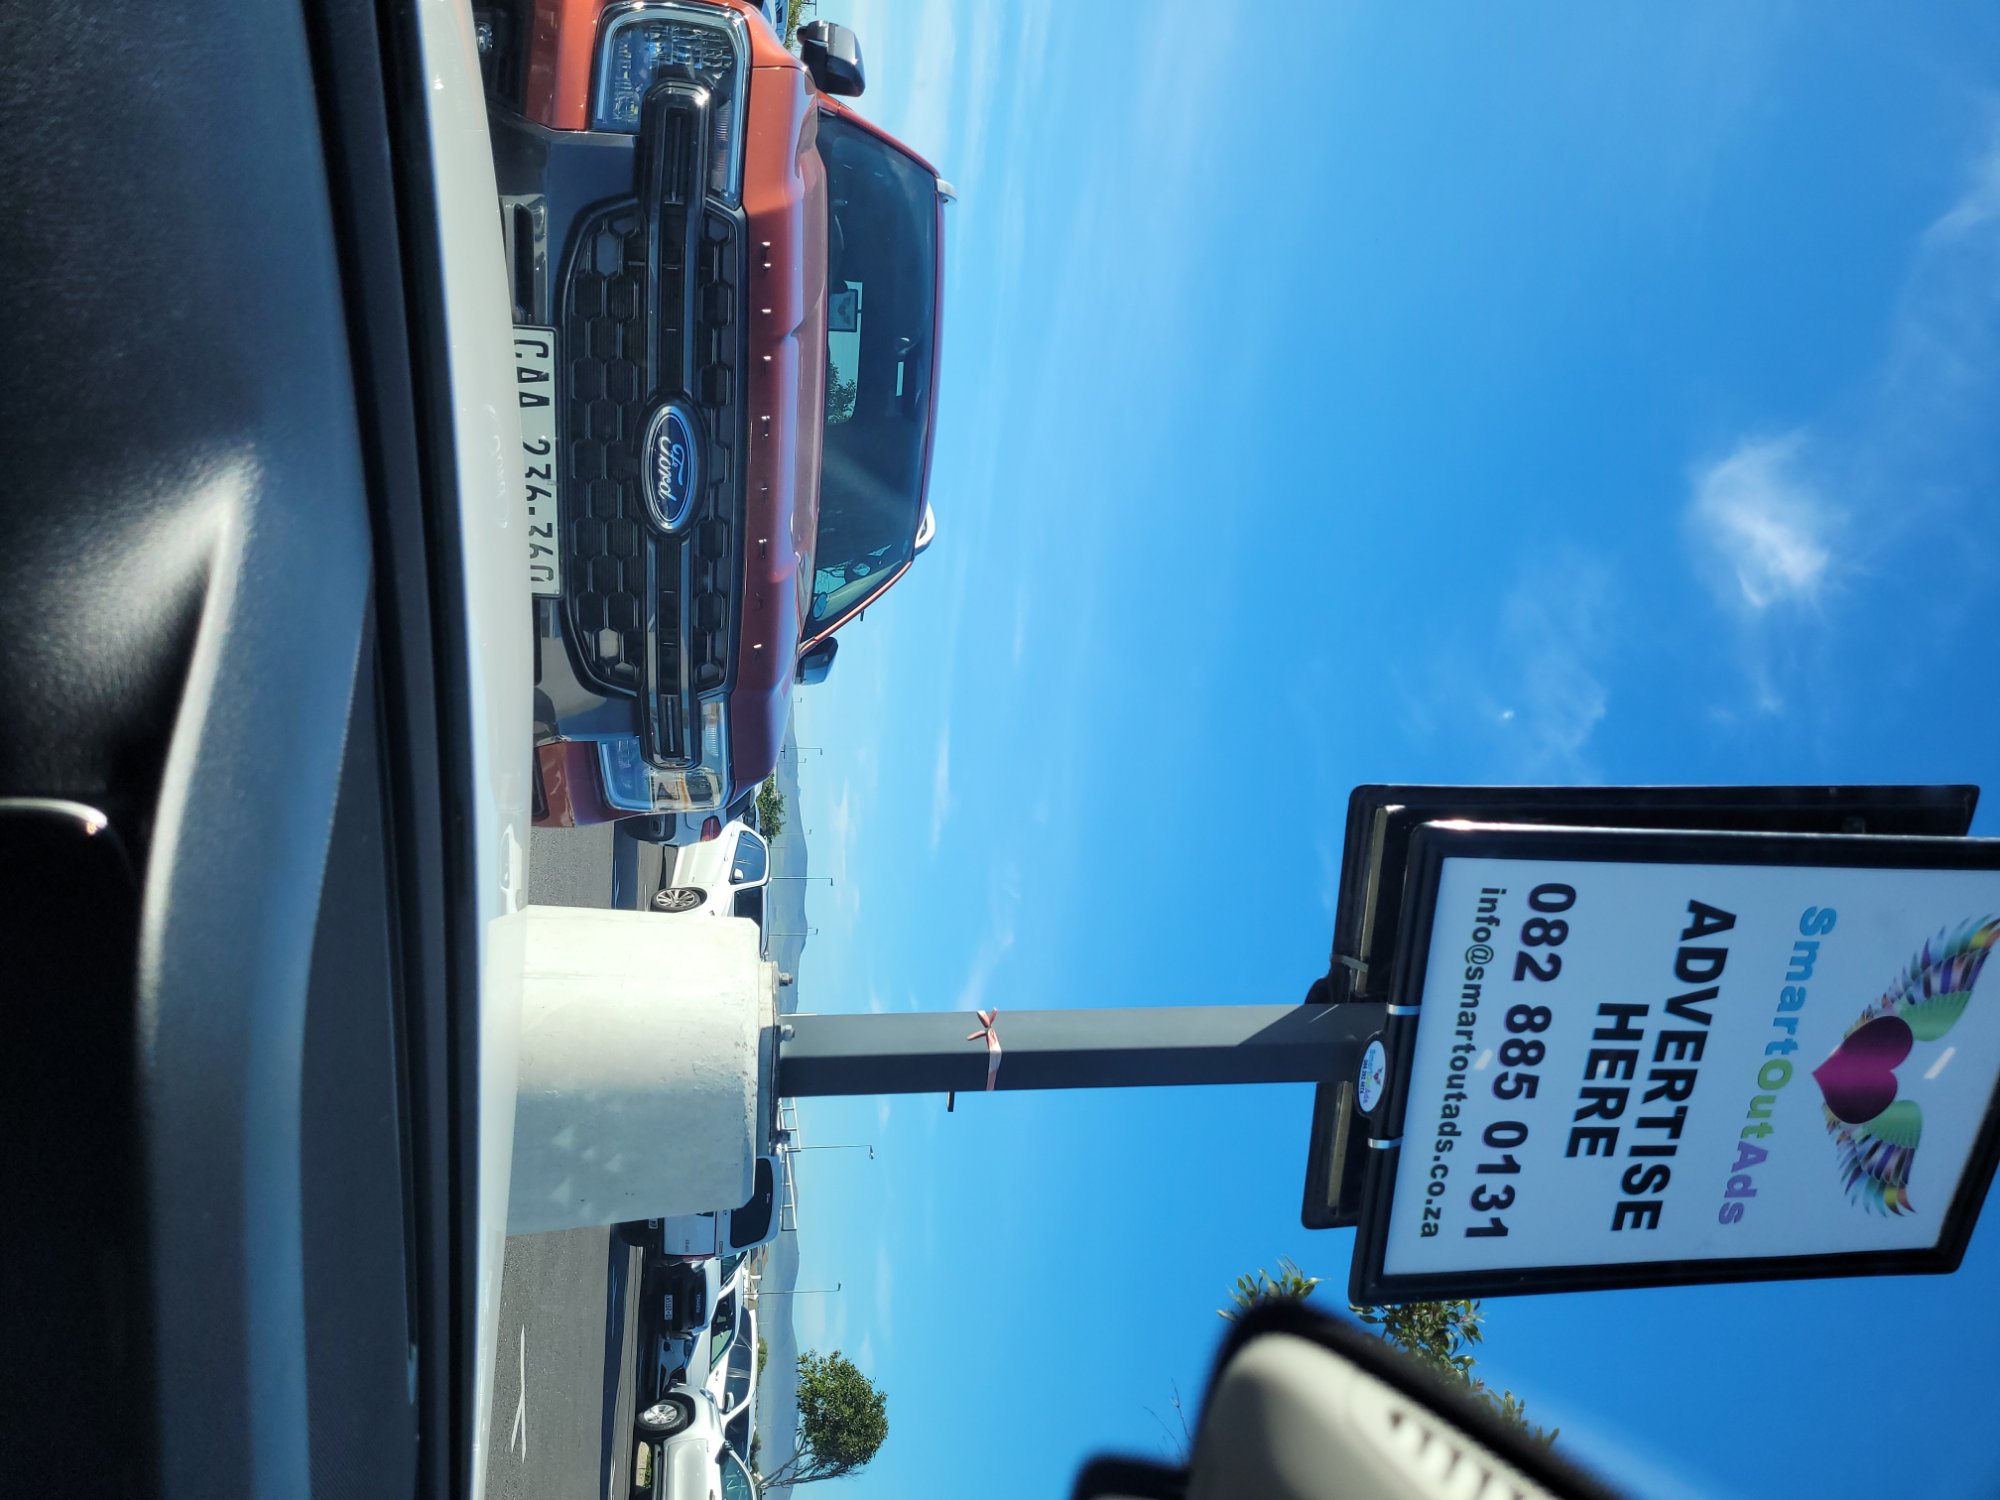 SmartOutAds
ADVERTISE
HERE
082 885 0131
info@smartoutads.co.za
Ford